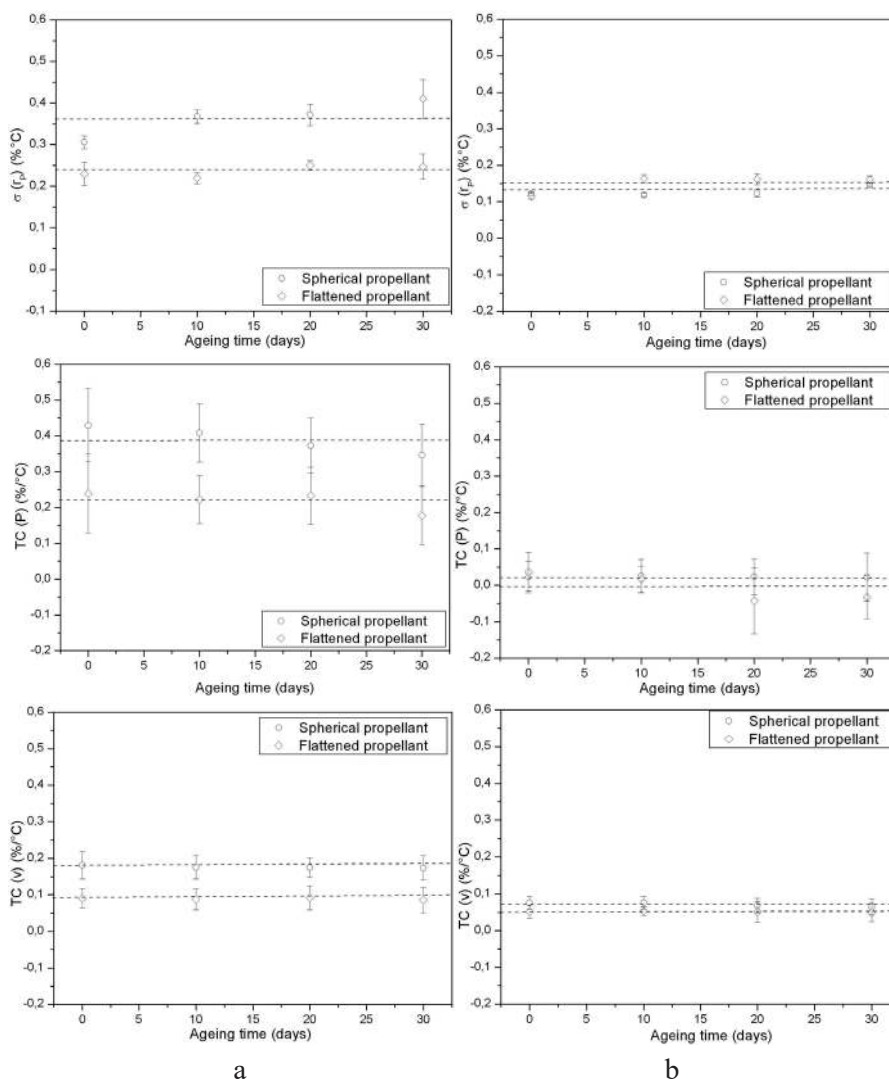 0,6
0,5
0,4
0,3
0,2
0,1
0,0
-0,1
σ (rp) (%°C)
Spherical propellant
Flattened propellant
0 5 10 15 20 25 30
Ageing time (days)
0,6
0,5
0,4
0,3
0,2
0,1
0,0
-0,1
-0,2
σ (rp) (%°C)
Spherical propellant
Flattened propellant
0 5 10 15 20 25 30
Ageing time (days)
0,6
0,5
0,4
0,3
0,2
0,1
0,0
-0,1
-0,2
TC (P) (%/°C)
Spherical propellant
Flattened propellant
0 5 10 15 20 25 30
Ageing time (days)
0,6
0,5
0,4
0,3
0,2
0,1
0,0
-0,1
-0,2
TC (P) (%/°C)
Spherical propellant
Flattened propellant
0 5 10 15 20 25 30
Ageing time (days)
0,6
0,5
0,4
0,3
0,2
0,1
0,0
-0,1
-0,2
TC (v) (%/°C)
Spherical propellant
Flattened propellant
0 5 10 15 20 25 30
Ageing time (days)
0,6
0,5
0,4
0,3
0,2
0,1
0,0
-0,1
-0,2
TC (v) (%/°C)
Spherical propellant
Flattened propellant
0 5 10 15 20 25 30
Ageing time (days)
a b